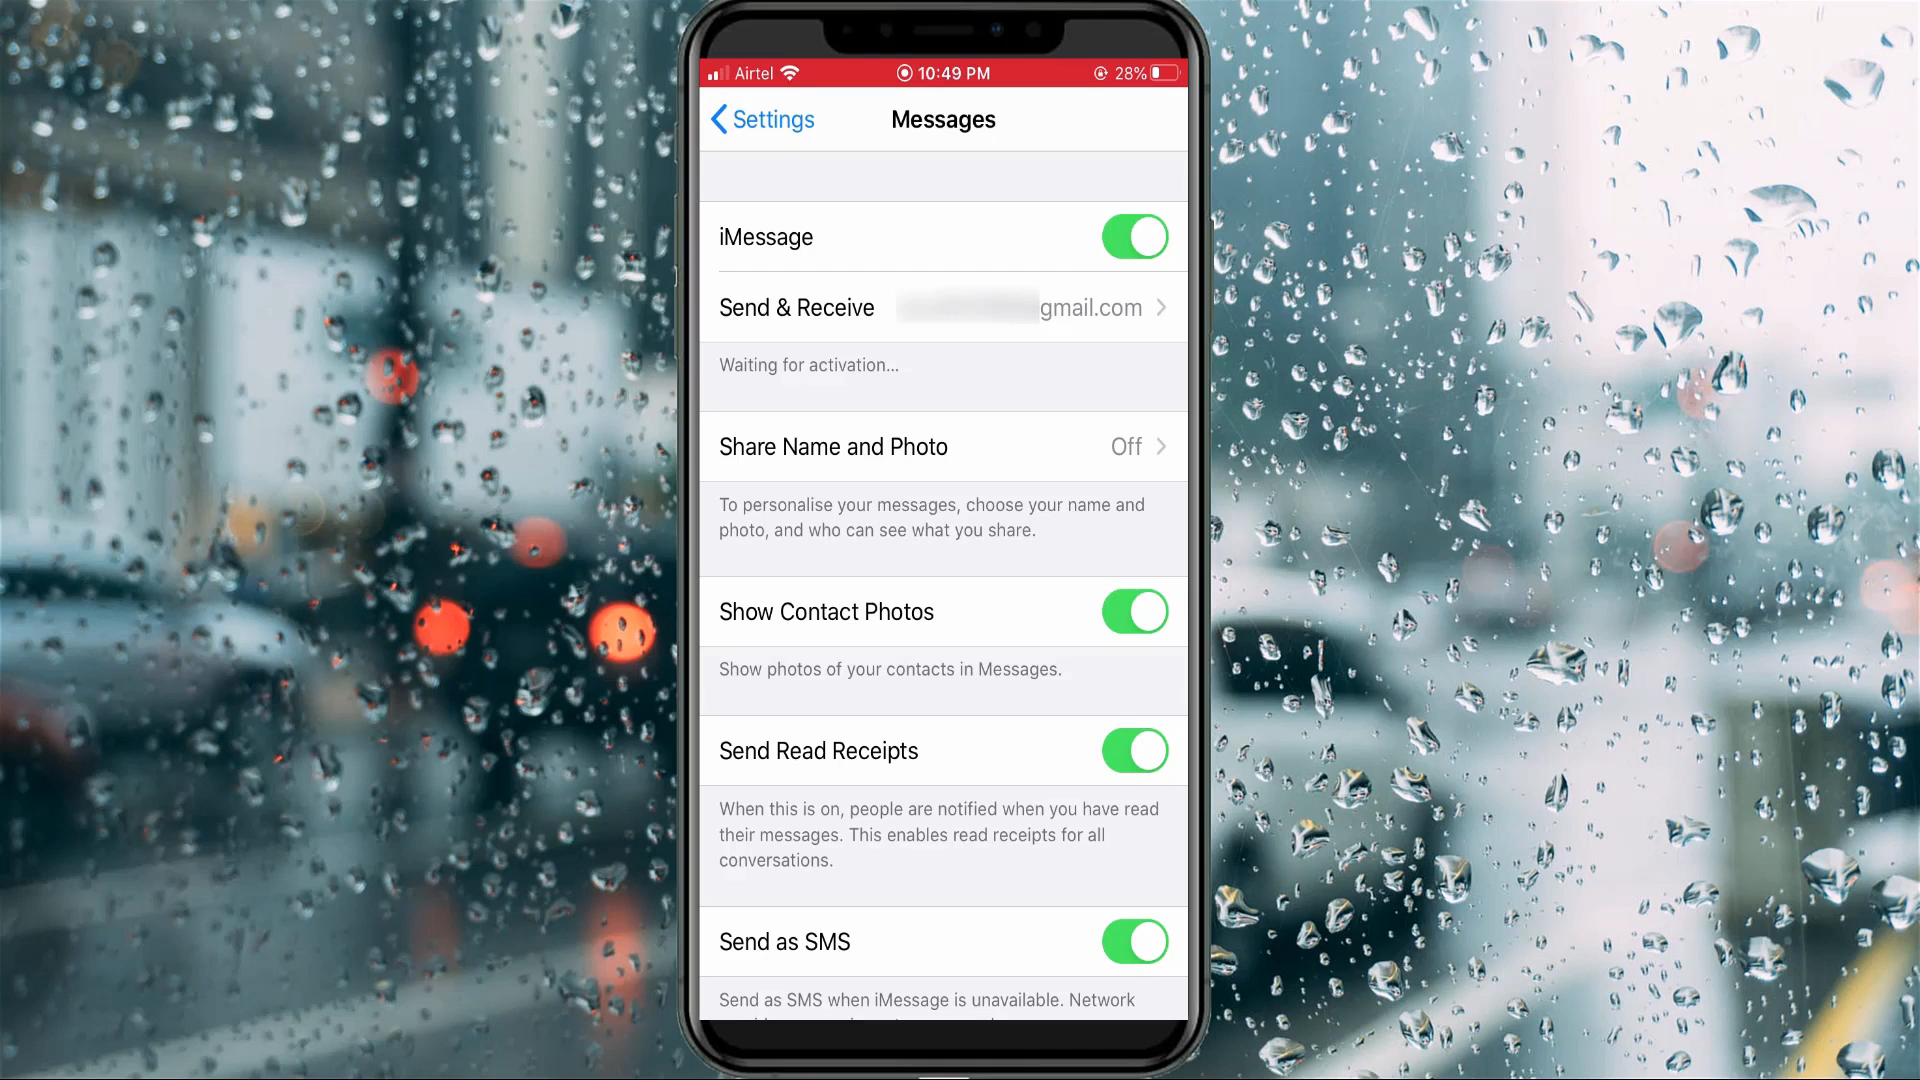 Airtel 10:49 PM 28%
Settings Messages
iMessage
Send & Receive gmail.com
Waiting for activation...
Share Name and Photo Off
To personalise your messages, choose your name and
photo, and who can see what you share.
Show Contact Photos
Show photos of your contacts in Messages.
Send Read Receipts
When this is on, people are notified when you have read
their messages. This enables read receipts for all
conversations.
Send as SMS
Send as SMS when iMessage is unavailable. Network